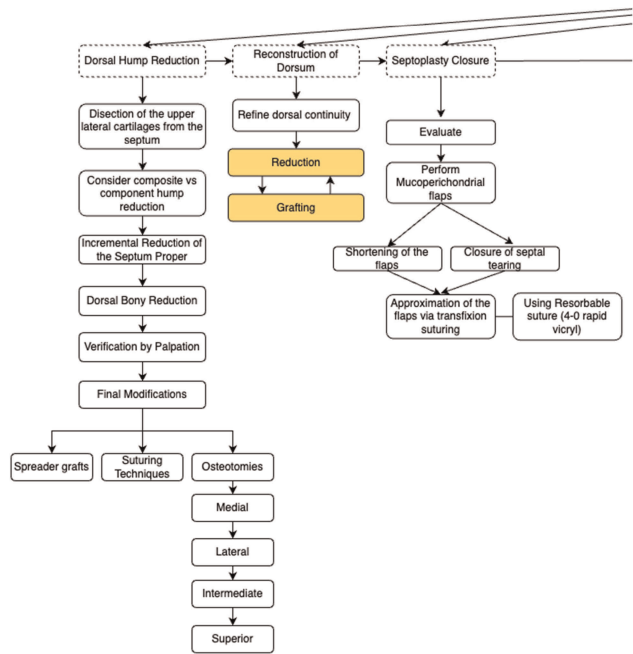 Dorsal Hump Reduction
Reconstruction of
Dorsum
Septoplasty Closure
Disection of the upper
lateral cartilages from the
septum
Consider composite vs
component hump
reduction
Incremental Reduction of
the Septum Proper
Dorsal Bony Reduction
Verification by Palpation
Final Modifications
Spreader grafts
Suturing
Techniques
Osteotomies
Medial
Lateral
Intermediate
Superior
Refine dorsal continuity
Reduction
Grafting
Evaluate
Perform
Mucoperichondrial
flaps
Shortening of the
flaps
Closure of septal
tearing
Approximation of the
flaps via transfixion
suturing
Using Resorbable
suture (4-0 rapid
vicryl)